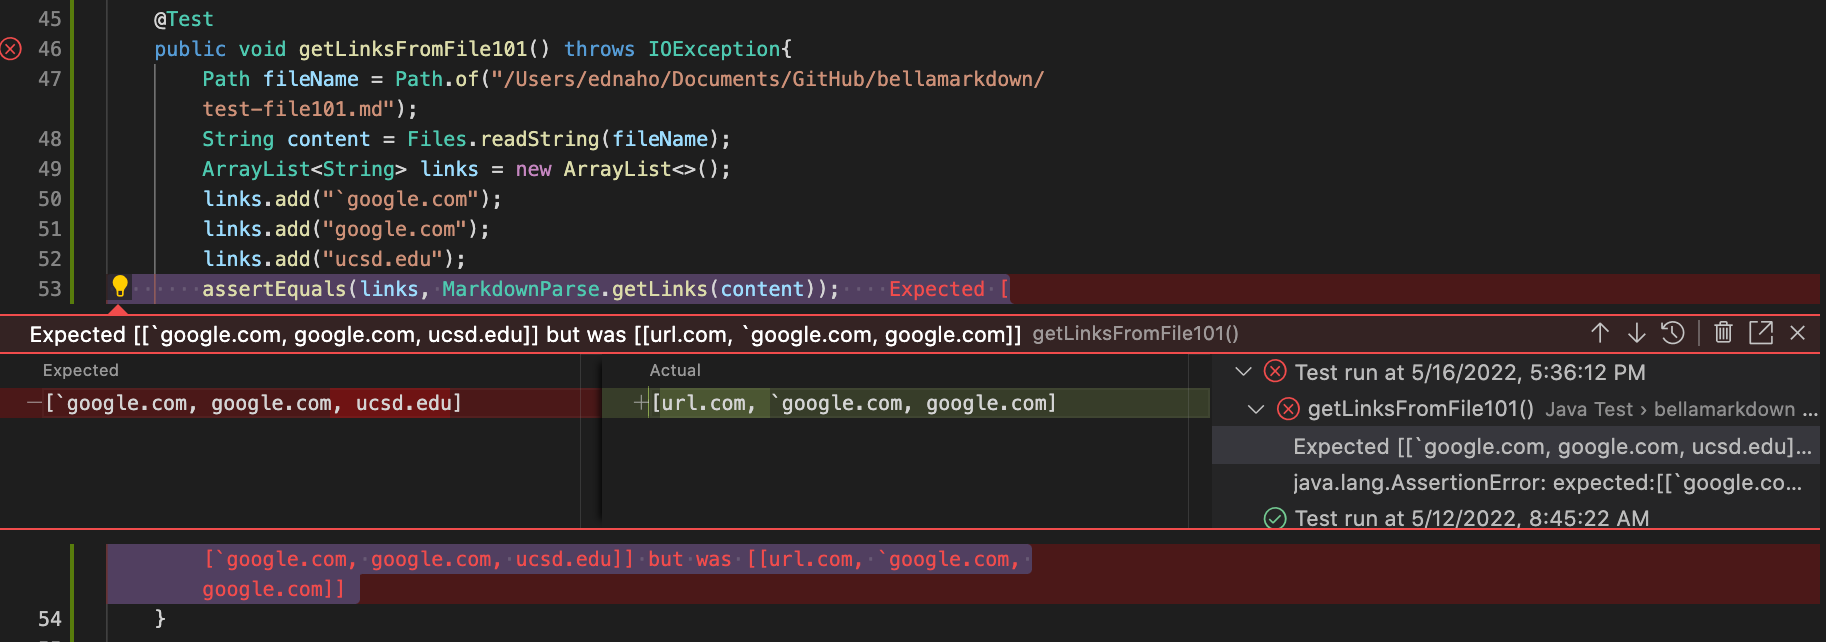 45 @Test
46 public void getLinksFromFile101() throws IOException{
47 Path fileName = Path.of("/Users/ednaho/Documents/GitHub/bellamarkdown/
test-file101.md");
48 String content = Files.readString(fileName);
49 ArrayList<String> links = new ArrayList<>();
50 links.add("`google.com");
51 links.add("google.com");
52 links.add("ucsd.edu");
53 assertEquals(links, MarkdownParse.getLinks(content)); Expected [
Expected [[`google.com, google.com, ucsd.edu]] but was [[url.com, `google.com, google.com]] getLinksFromFile101()
Expected
−[`google.com, google.com, ucsd.edu]
Actual
+[url.com, `google.com, google.com]
Test run at 5/16/2022, 5:36:12 PM
getLinksFromFile101() Java Test › bellamarkdown ...
Expected [[`google.com, google.com, ucsd.edu]...
java.lang.AssertionError: expected:[[`google.co...
Test run at 5/12/2022, 8:45:22 AM
[`google.com, google.com, ucsd.edu]] but was [[url.com, `google.com,
google.com]]
54 }